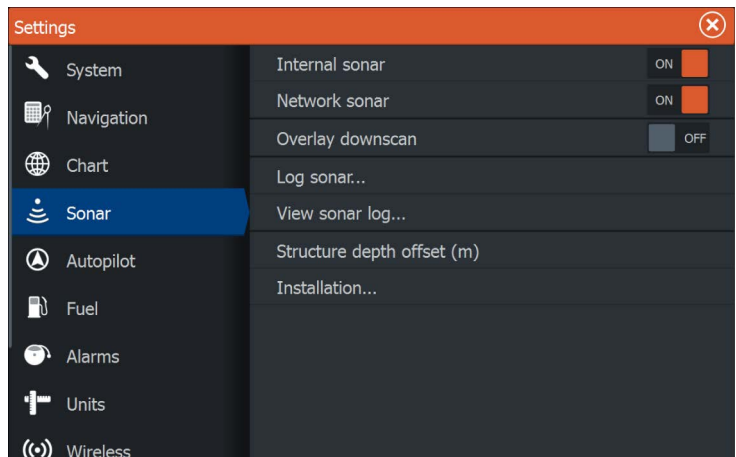 Settings
System
Navigation
Chart
Sonar
Autopilot
Fuel
Alarms
Units
Wireless
Internal sonar ON
Network sonar ON
Overlay downscan OFF
Log sonar...
View sonar log...
Structure depth offset (m)
Installation...